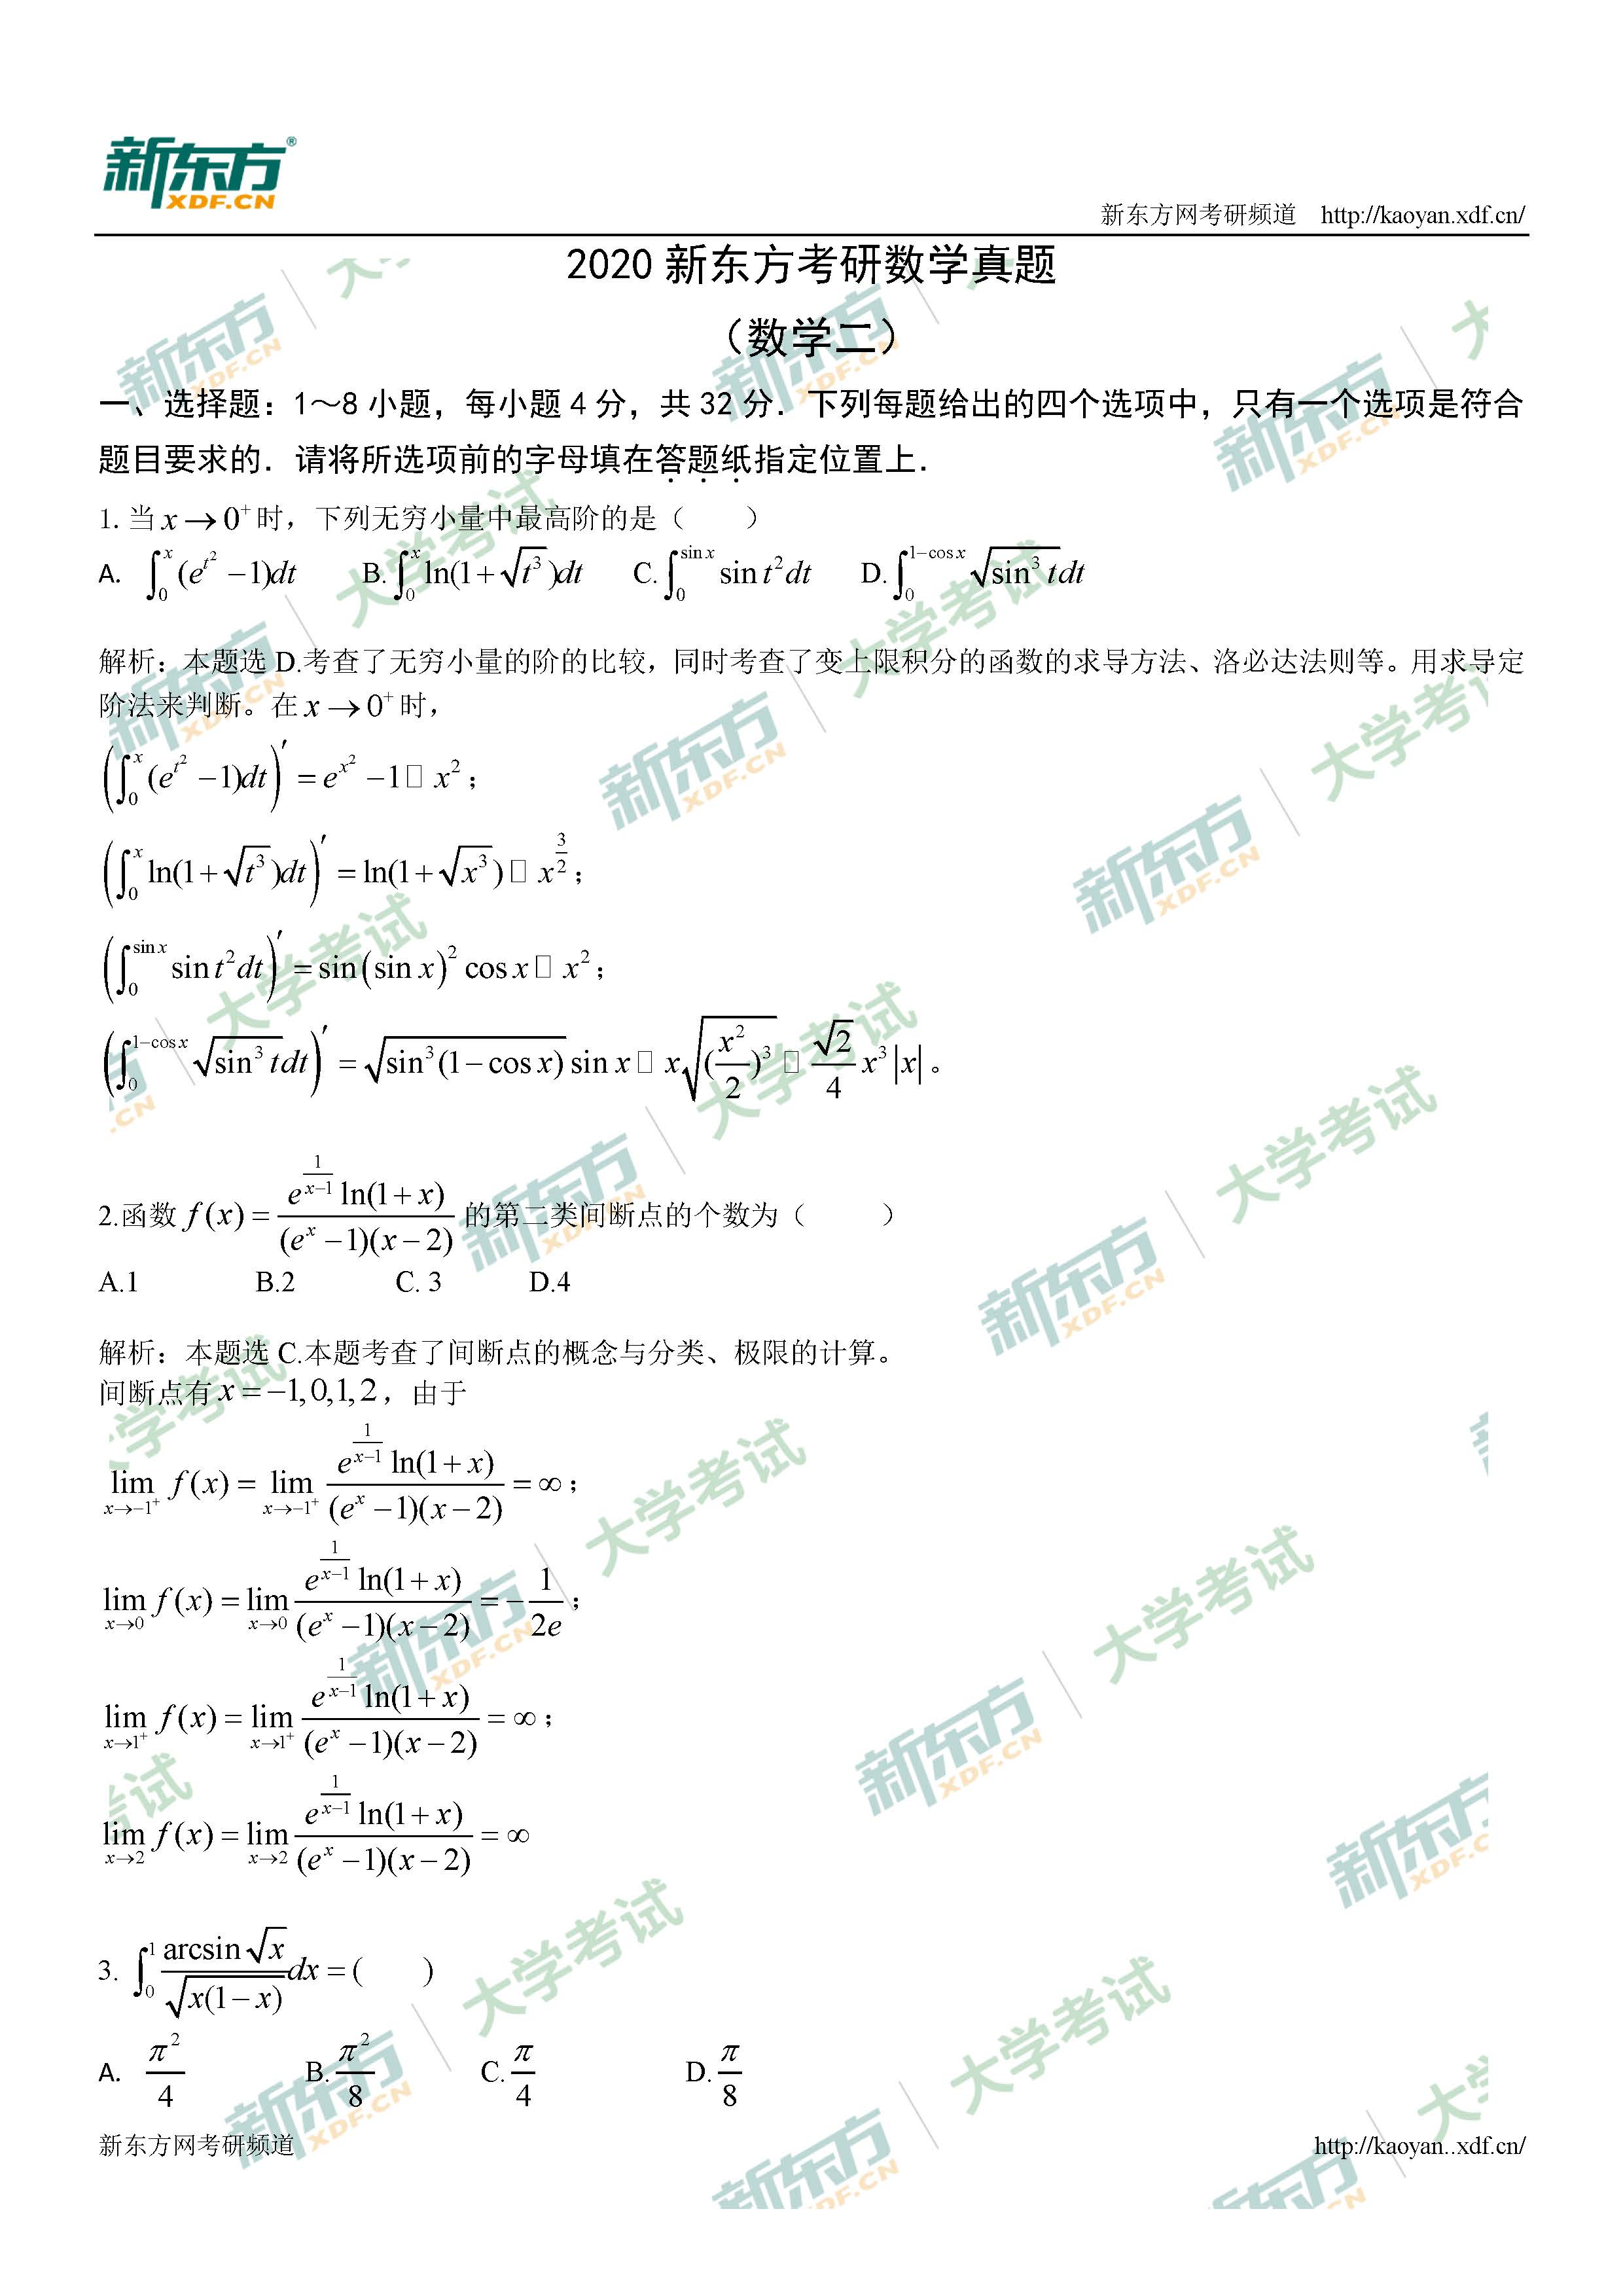 新东方®
XDF.CN
新东方网考研频道 http://kaoyan.xdf.cn/
2020 新东方考研数学真题
（数学二）
一、选择题：1～8 小题，每小题 4 分，共 32 分．下列每题给出的四个选项中，只有一个选项是符合
题目要求的．请将所选项前的字母填在答题纸指定位置上．
1. 当 $x \to 0^+$ 时，下列无穷小量中最高阶的是（ ）
A. $\int_0^x (e^{t^2}-1)dt$ B. $\int_0^x \ln(1+\sqrt{t^3})dt$ C. $\int_0^{\sin x} \sin t^2 dt$ D. $\int_0^{1-\cos x} \sqrt{\sin^3 t}dt$
解析：本题选 D.考查了无穷小量的阶的比较，同时考查了变上限积分的函数的求导方法、洛必达法则等。用求导定
阶法来判断。在 $x \to 0^+$ 时，
$\left(\int_0^x (e^{t^2}-1)dt\right)' = e^{x^2}-1 □ x^2$；
$\left(\int_0^x \ln(1+\sqrt{t^3})dt\right)' = \ln(1+\sqrt{x^3}) □ x^{\frac{3}{2}}$；
$\left(\int_0^{\sin x} \sin t^2 dt\right)' = \sin(\sin x)^2 \cos x □ x^2$；
$\left(\int_0^{1-\cos x} \sqrt{\sin^3 t}dt\right)' = \sqrt{\sin^3(1-\cos x)} \sin x □ x\sqrt{(\frac{x^2}{2})^3} □ \frac{\sqrt{2}}{4}x^3|x|$。
2.函数 $f(x) = \frac{e^{\frac{1}{x-1}}\ln(1+x)}{(e^x-1)(x-2)}$ 的第二类间断点的个数为（ ）
A.1 B.2 C. 3 D.4
解析：本题选 C.本题考查了间断点的概念与分类、极限的计算。
间断点有 $x=-1,0,1,2$，由于
$\lim_{x \to -1^+} f(x) = \lim_{x \to -1^+} \frac{e^{\frac{1}{x-1}}\ln(1+x)}{(e^x-1)(x-2)} = \infty$；
$\lim_{x \to 0} f(x) = \lim_{x \to 0} \frac{e^{\frac{1}{x-1}}\ln(1+x)}{(e^x-1)(x-2)} = -\frac{1}{2e}$；
$\lim_{x \to 1^+} f(x) = \lim_{x \to 1^+} \frac{e^{\frac{1}{x-1}}\ln(1+x)}{(e^x-1)(x-2)} = \infty$；
$\lim_{x \to 2} f(x) = \lim_{x \to 2} \frac{e^{\frac{1}{x-1}}\ln(1+x)}{(e^x-1)(x-2)} = \infty$
3. $\int_0^1 \frac{\arcsin\sqrt{x}}{\sqrt{x(1-x)}}dx = ($ $)$
A. $\frac{\pi^2}{4}$ B. $\frac{\pi^2}{8}$ C. $\frac{\pi}{4}$ D. $\frac{\pi}{8}$
新东方网考研频道 http://kaoyan..xdf.cn/